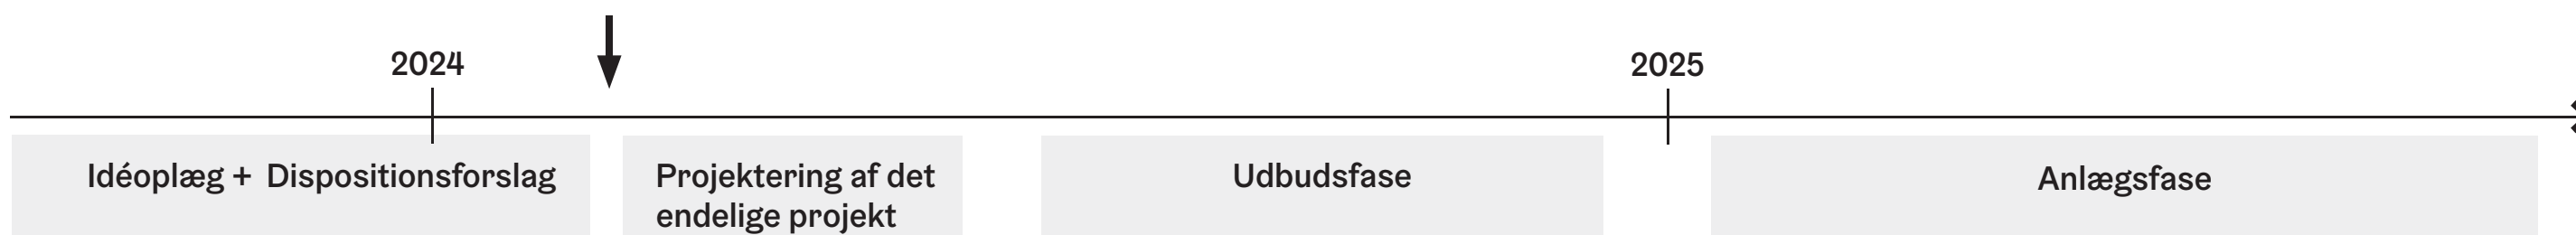 2024
2025
Idéoplæg + Dispositionsforslag
Projektering af det
endelige projekt
Udbudsfase
Anlægsfase